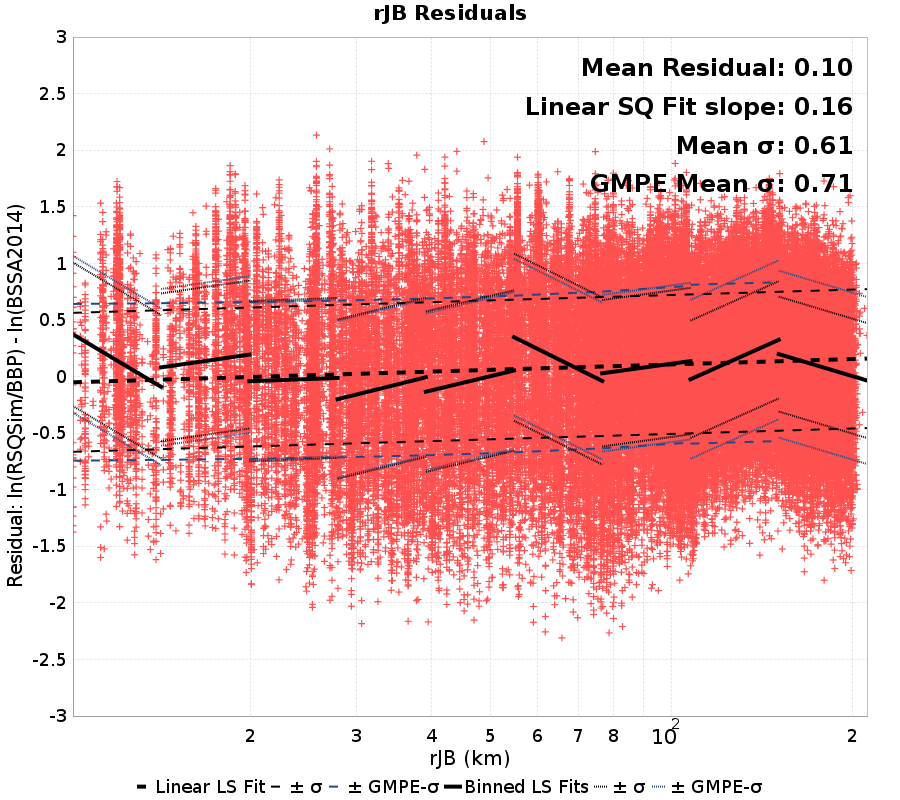 rJB Residuals
Mean Residual: 0.10
Linear SQ Fit slope: 0.16
Mean σ: 0.61
GMPE Mean σ: 0.71
Residual: ln(RSQSim/BBP) - ln(BSSA2014)
3
2.5
2
1.5
1
0.5
0
-0.5
-1
-1.5
-2
-2.5
-3
2 3 4 5 6 7 8 10² 2
rJB (km)
Linear LS Fit ± σ ± GMPE-σ Binned LS Fits ± σ ± GMPE-σ